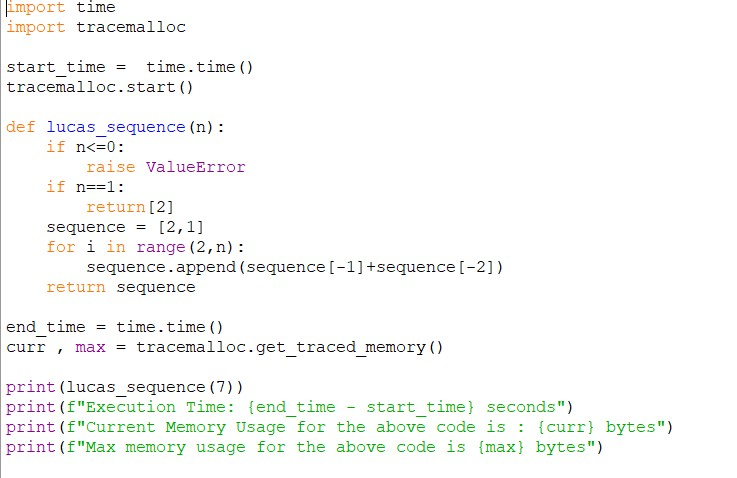 import time
import tracemalloc
start_time =  time.time()
tracemalloc.start()
def lucas_sequence(n):
    if n<=0:
        raise ValueError
    if n==1:
        return[2]
    sequence = [2,1]
    for i in range(2,n):
        sequence.append(sequence[-1]+sequence[-2])
    return sequence
end_time = time.time()
curr , max = tracemalloc.get_traced_memory()
print(lucas_sequence(7))
print(f"Execution Time: {end_time - start_time} seconds")
print(f"Current Memory Usage for the above code is : {curr} bytes")
print(f"Max memory usage for the above code is {max} bytes")